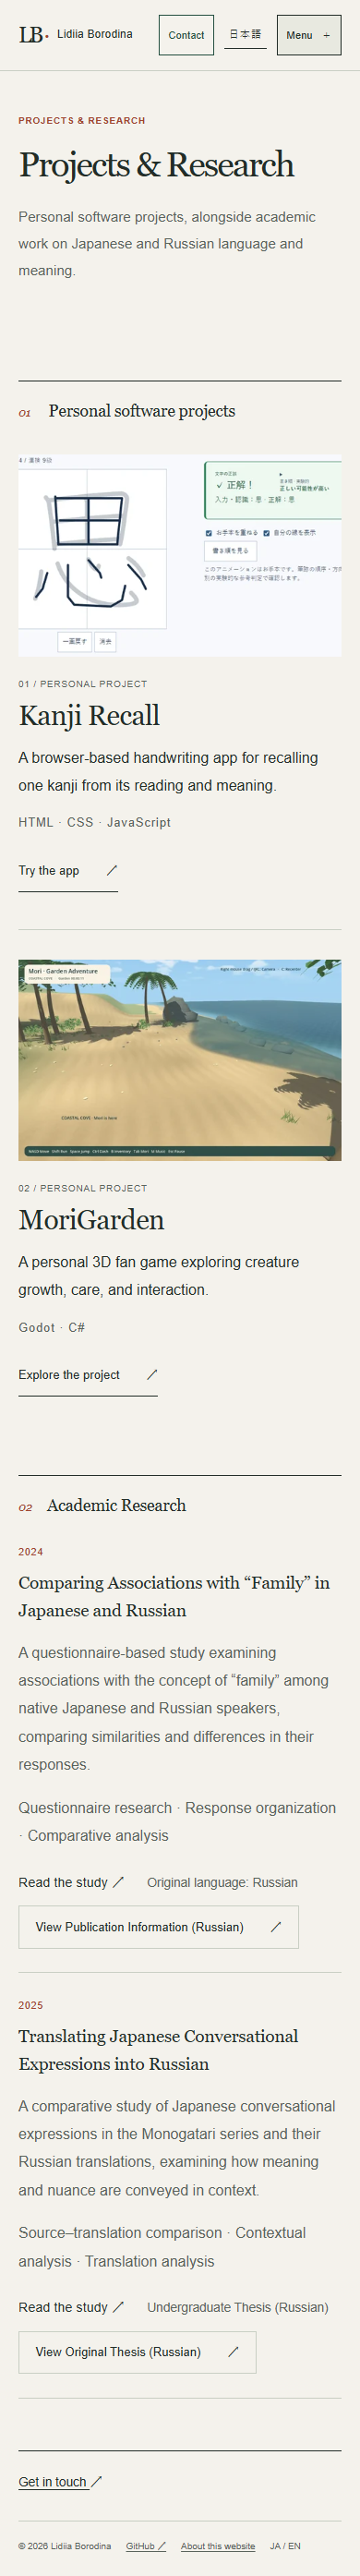 LB. Lidiia Borodina Contact 日本語 Menu +
PROJECTS & RESEARCH
Projects & Research
Personal software projects, alongside academic
work on Japanese and Russian language and
meaning.
01 Personal software projects
✓ 正解！
正しい可能性が高い
入力・認識：思・正解：思
お手本を重ねる 自分の線を表示
書き順を見る
一画戻す 消去
01 / PERSONAL PROJECT
Kanji Recall
A browser-based handwriting app for recalling
one kanji from its reading and meaning.
HTML · CSS · JavaScript
Try the app
Mori · Garden Adventure
02 / PERSONAL PROJECT
MoriGarden
A personal 3D fan game exploring creature
growth, care, and interaction.
Godot · C#
Explore the project
02 Academic Research
2024
Comparing Associations with “Family” in
Japanese and Russian
A questionnaire-based study examining
associations with the concept of “family” among
native Japanese and Russian speakers,
comparing similarities and differences in their
responses.
Questionnaire research · Response organization
· Comparative analysis
Read the study Original language: Russian
View Publication Information (Russian)
2025
Translating Japanese Conversational
Expressions into Russian
A comparative study of Japanese conversational
expressions in the Monogatari series and their
Russian translations, examining how meaning
and nuance are conveyed in context.
Source–translation comparison · Contextual
analysis · Translation analysis
Read the study Undergraduate Thesis (Russian)
View Original Thesis (Russian)
Get in touch
© 2026 Lidiia Borodina GitHub About this website JA / EN